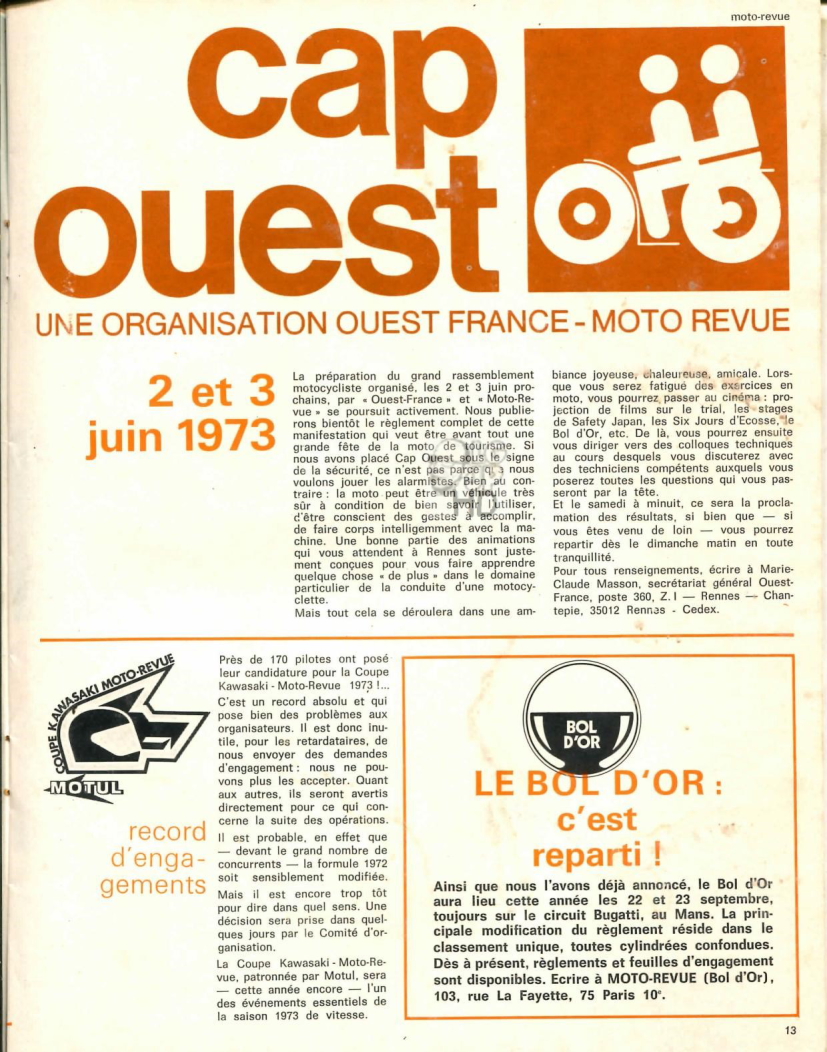 moto-revue
cap
ouest
UNE ORGANISATION OUEST FRANCE - MOTO REVUE
2 et 3
juin 1973
La préparation du grand rassemblement
motocycliste organisé, les 2 et 3 juin pro-
chains, par « Ouest-France » et « Moto-Re-
vue » se poursuit activement. Nous publie-
rons bientôt le règlement complet de cette
manifestation qui veut être avant tout une
grande fête de la moto de tourisme. Si
nous avons placé Cap Ouest sous le signe
de la sécurité, ce n'est pas parce que nous
voulons jouer les alarmistes. Bien au con-
traire : la moto peut être un véhicule très
sûr à condition de bien savoir l'utiliser,
d'être conscient des gestes à accomplir,
de faire corps intelligemment avec la ma-
chine. Une bonne partie des animations
qui vous attendent à Rennes sont juste-
ment conçues pour vous faire apprendre
quelque chose « de plus » dans le domaine
particulier de la conduite d'une motocy-
clette.
Mais tout cela se déroulera dans une am-
biance joyeuse, chaleureuse, amicale. Lors-
que vous serez fatigué des exercices en
moto, vous pourrez passer au cinéma : pro-
jection de films sur le trial, les stages
de Safety Japan, les Six Jours d'Ecosse, le
Bol d'Or, etc. De là, vous pourrez ensuite
vous diriger vers des colloques techniques
au cours desquels vous discuterez avec
des techniciens compétents auxquels vous
poserez toutes les questions qui vous pas-
seront par la tête.
Et le samedi à minuit, ce sera la procla-
mation des résultats, si bien que — si
vous êtes venu de loin — vous pourrez
repartir dès le dimanche matin en toute
tranquillité.
Pour tous renseignements, écrire à Marie-
Claude Masson, secrétariat général Ouest-
France, poste 360, Z.I — Rennes — Chan-
tepie, 35012 Rennes - Cedex.
COUPE KAWASAKI MOTO-REVUE
MOTUL
record
d'enga-
gements
Près de 170 pilotes ont posé
leur candidature pour la Coupe
Kawasaki - Moto-Revue 1973 !...
C'est un record absolu et qui
pose bien des problèmes aux
organisateurs. Il est donc inu-
tile, pour les retardataires, de
nous envoyer des demandes
d'engagement : nous ne pou-
vons plus les accepter. Quant
aux autres, ils seront avertis
directement pour ce qui con-
cerne la suite des opérations.
Il est probable, en effet que
— devant le grand nombre de
concurrents — la formule 1972
soit sensiblement modifiée.
Mais il est encore trop tôt
pour dire dans quel sens. Une
décision sera prise dans quel-
ques jours par le Comité d'or-
ganisation.
La Coupe Kawasaki - Moto-Re-
vue, patronnée par Motul, sera
— cette année encore — l'un
des événements essentiels de
la saison 1973 de vitesse.
BOL
D'OR
LE BOL D'OR :
c'est
reparti !
Ainsi que nous l'avons déjà annoncé, le Bol d'Or
aura lieu cette année les 22 et 23 septembre,
toujours sur le circuit Bugatti, au Mans. La prin-
cipale modification du règlement réside dans le
classement unique, toutes cylindrées confondues.
Dès à présent, règlements et feuilles d'engagement
sont disponibles. Ecrire à MOTO-REVUE (Bol d'Or),
103, rue La Fayette, 75 Paris 10e.
13